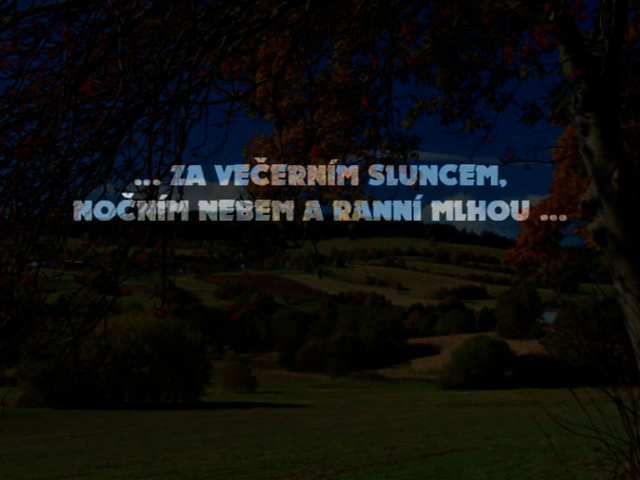 ... ZA VEČERNÍM SLUNCEM,
NOČNÍM NEBEM A RANNÍ MLHOU ...